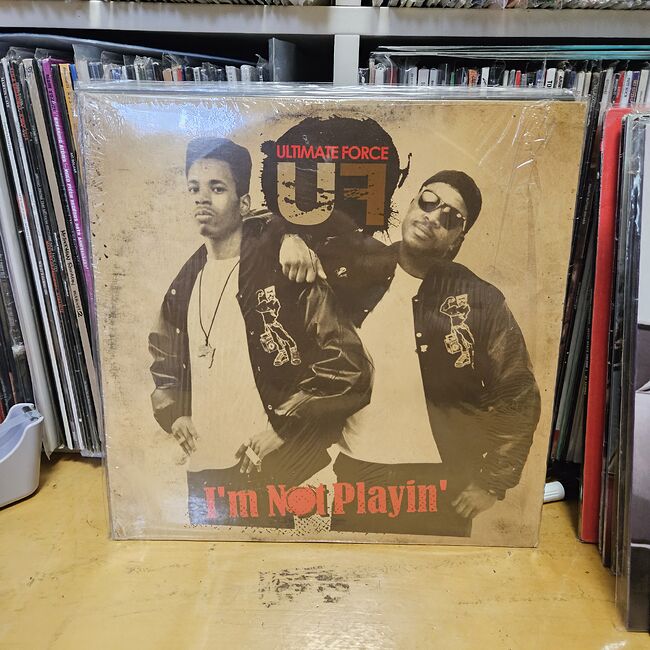 ULTIMATE FORCE
UF
I'm Not Playin'